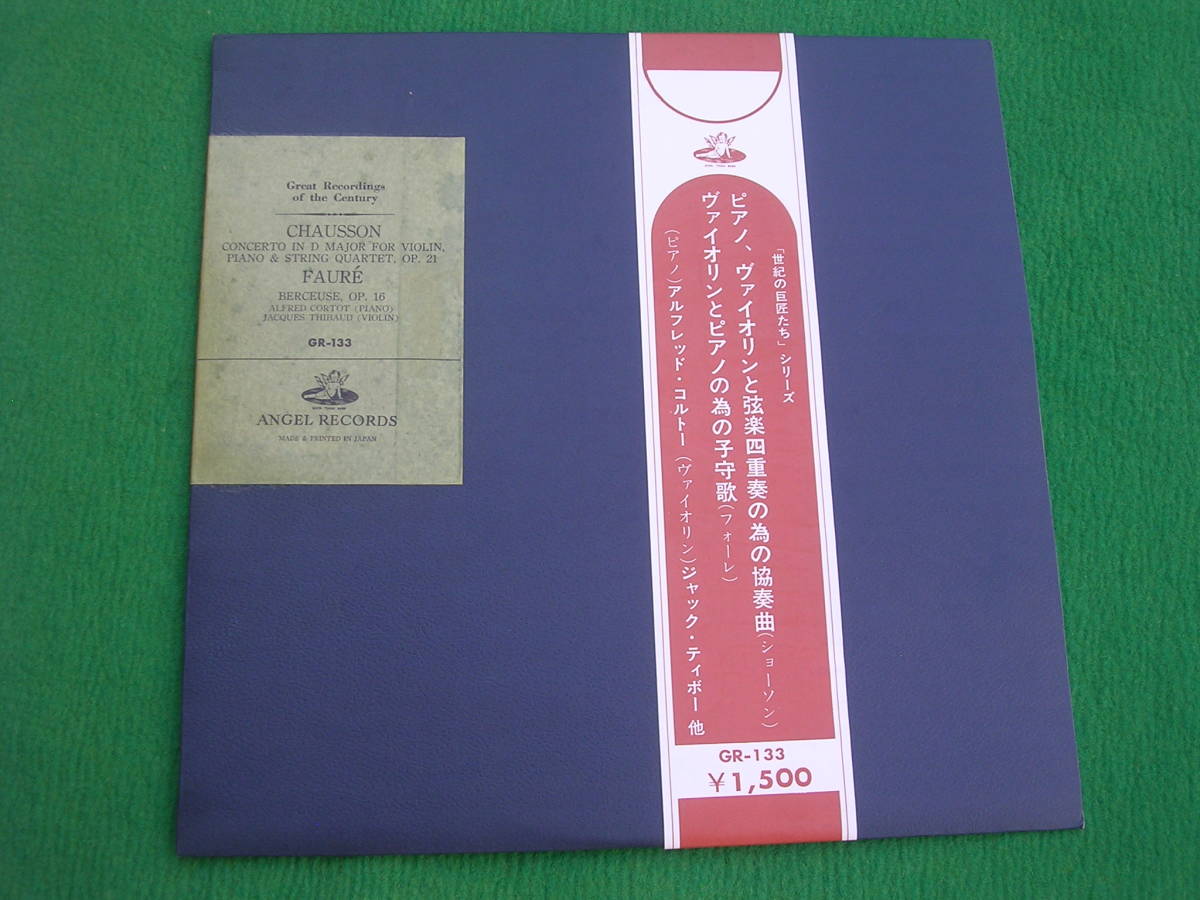 Great Recordings
of the Century
CHAUSSON
CONCERTO IN D MAJOR FOR VIOLIN,
PIANO & STRING QUARTET, OP. 21
FAURÉ
BERCEUSE, OP. 16
ALFRED CORTOT (PIANO)
JACQUES THIBAUD (VIOLIN)
GR-133
ANGEL RECORDS
MADE & PRINTED IN JAPAN
「世紀の巨匠たち」シリーズ
ピアノ、ヴァイオリンと弦楽四重奏の為の協奏曲(ショーソン)
ヴァイオリンとピアノの為の子守歌(フォーレ)
(ピアノ)アルフレッド・コルトー (ヴァイオリン)ジャック・ティボー 他
GR-133
¥1,500